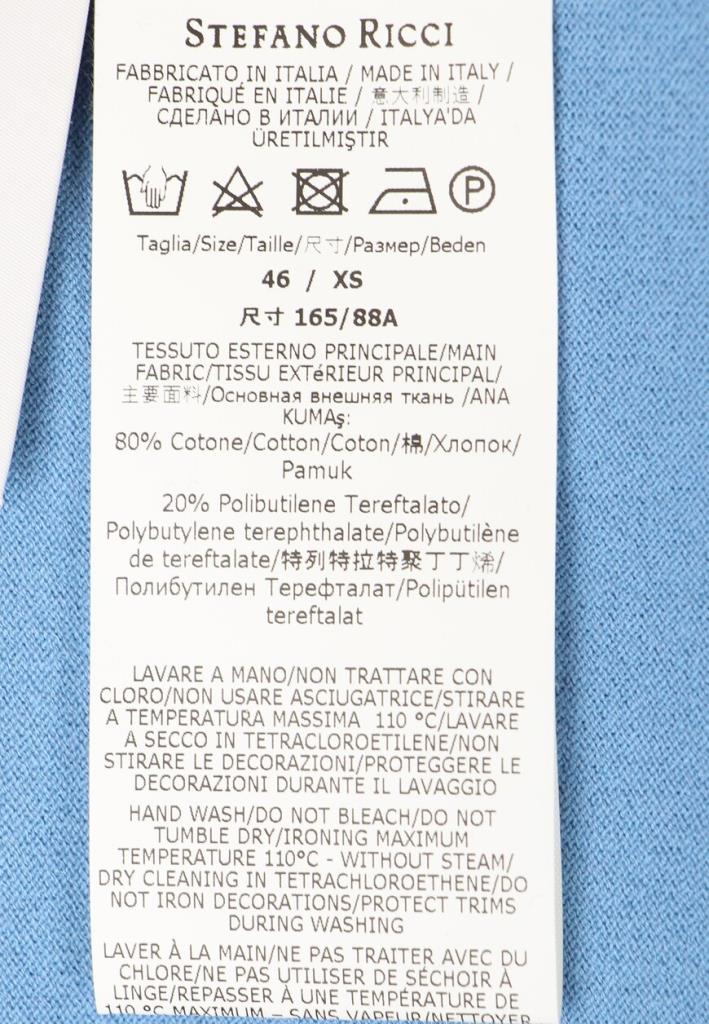 STEFANO RICCI
FABBRICATO IN ITALIA / MADE IN ITALY /
FABRIQUÉ EN ITALIE / 意大利制造 /
СДЕЛАНО В ИТАЛИИ / ITALYA'DA
ÜRETILMIŞTIR
P
Taglia/Size/Taille/尺寸/Размер/Beden
46 / XS
尺寸 165/88A
TESSUTO ESTERNO PRINCIPALE/MAIN
FABRIC/TISSU EXTéRIEUR PRINCIPAL/
主要面料/Основная внешняя ткань /ANA
KUMAş:
80% Cotone/Cotton/Coton/棉/Хлопок/
Pamuk
20% Polibutilene Tereftalato/
Polybutylene terephthalate/Polybutilène
de tereftalate/特列特拉特聚丁丁烯/
Полибутилен Терефталат/Polipütilen
tereftalat
LAVARE A MANO/NON TRATTARE CON
CLORO/NON USARE ASCIUGATRICE/STIRARE
A TEMPERATURA MASSIMA 110 °C/LAVARE
A SECCO IN TETRACLOROETILENE/NON
STIRARE LE DECORAZIONI/PROTEGGERE LE
DECORAZIONI DURANTE IL LAVAGGIO
HAND WASH/DO NOT BLEACH/DO NOT
TUMBLE DRY/IRONING MAXIMUM
TEMPERATURE 110°C - WITHOUT STEAM/
DRY CLEANING IN TETRACHLOROETHENE/DO
NOT IRON DECORATIONS/PROTECT TRIMS
DURING WASHING
LAVER À LA MAIN/NE PAS TRAITER AVEC DU
CHLORE/NE PAS UTILISER DE SÉCHOIR À
LINGE/REPASSER À UNE TEMPÉRATURE DE
110 °C MAXIMUM – SANS VAPEUR/NETTOYER